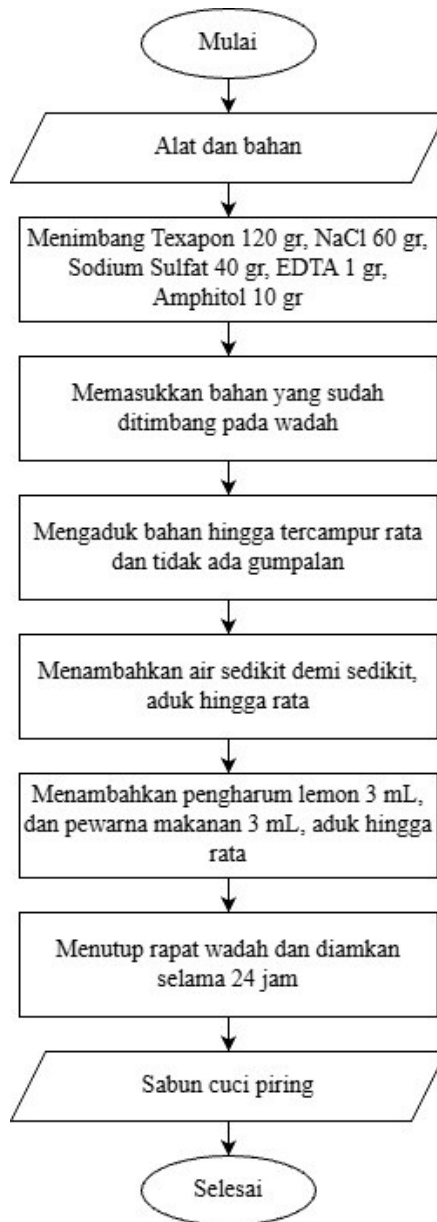 Mulai
Alat dan bahan
Menimbang Texapon 120 gr, NaCl 60 gr,
Sodium Sulfat 40 gr, EDTA 1 gr,
Amphitol 10 gr
Memasukkan bahan yang sudah
ditimbang pada wadah
Mengaduk bahan hingga tercampur rata
dan tidak ada gumpalan
Menambahkan air sedikit demi sedikit,
aduk hingga rata
Menambahkan pengharum lemon 3 mL,
dan pewarna makanan 3 mL, aduk hingga
rata
Menutup rapat wadah dan diamkan
selama 24 jam
Sabun cuci piring
Selesai